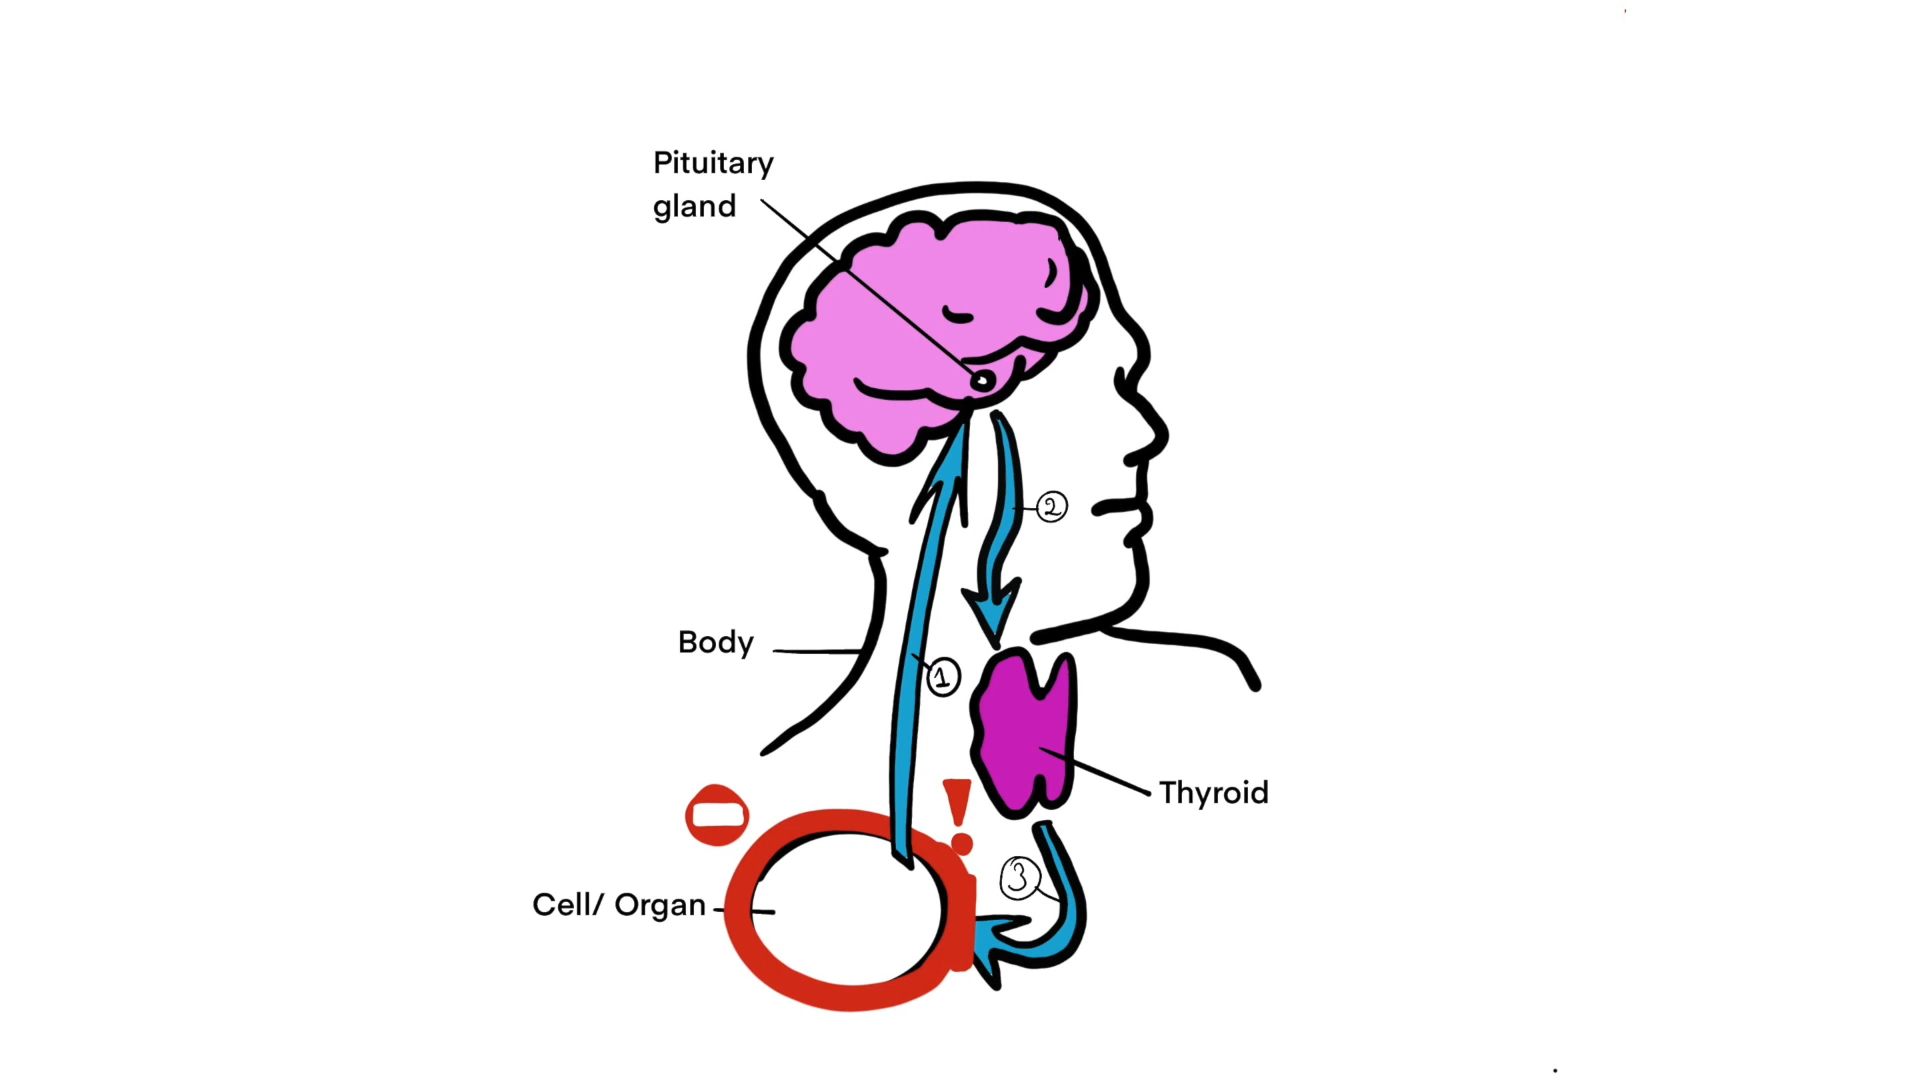 Pituitary
gland
2
Body
1
Thyroid
3
Cell/ Organ